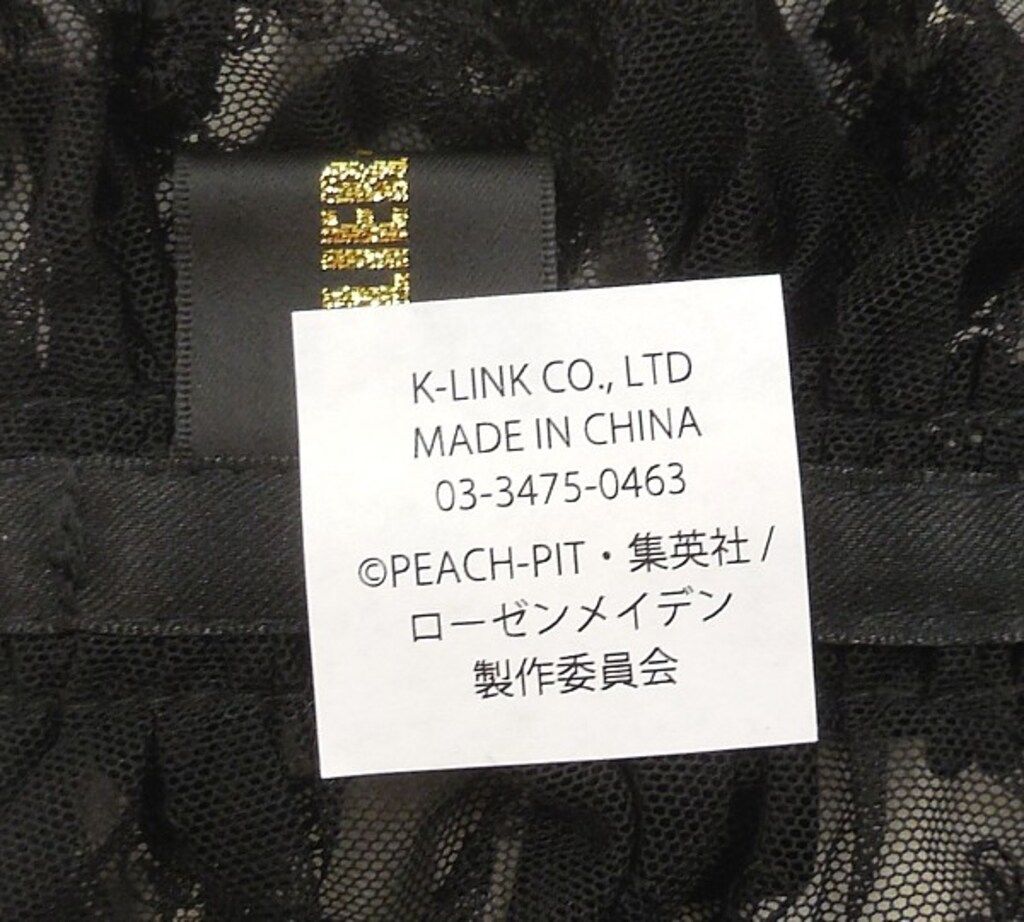 LIER
K-LINK CO., LTD
MADE IN CHINA
03-3475-0463
©PEACH-PIT・集英社/
ローゼンメイデン
製作委員会